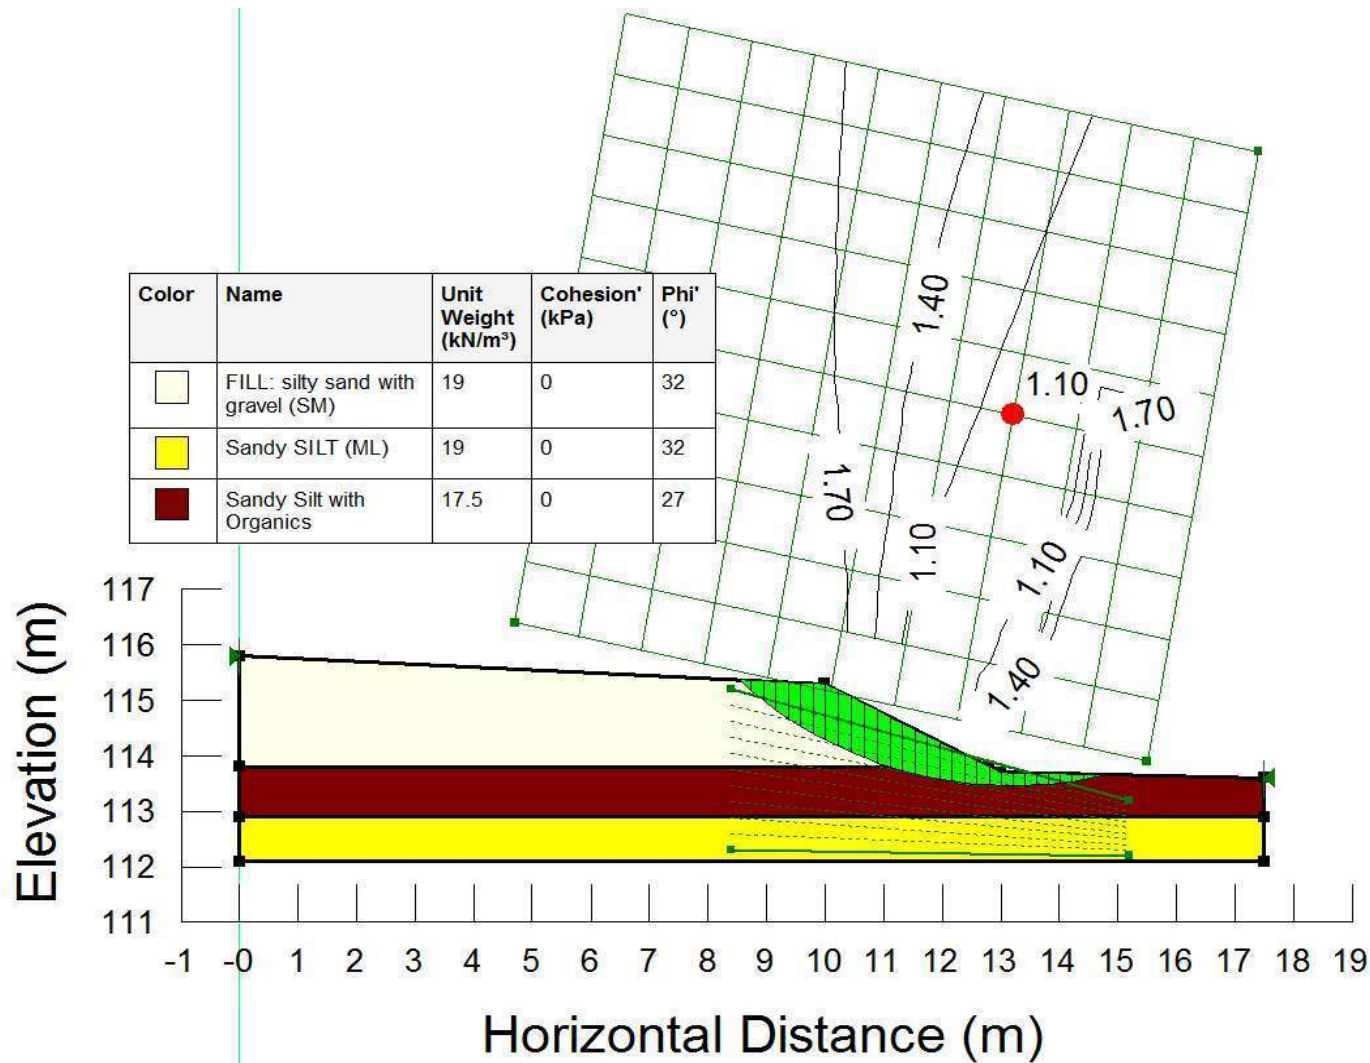 Color Name Unit Weight (kN/m³) Cohesion' (kPa) Phi' (°)
FILL: silty sand with gravel (SM) 19 0 32
Sandy SILT (ML) 19 0 32
Sandy Silt with Organics 17.5 0 27
1.40
1.10
1.70
1.70
1.10
1.10
1.40
Elevation (m)
117
116
115
114
113
112
111
-1 -0 1 2 3 4 5 6 7 8 9 10 11 12 13 14 15 16 17 18 19
Horizontal Distance (m)